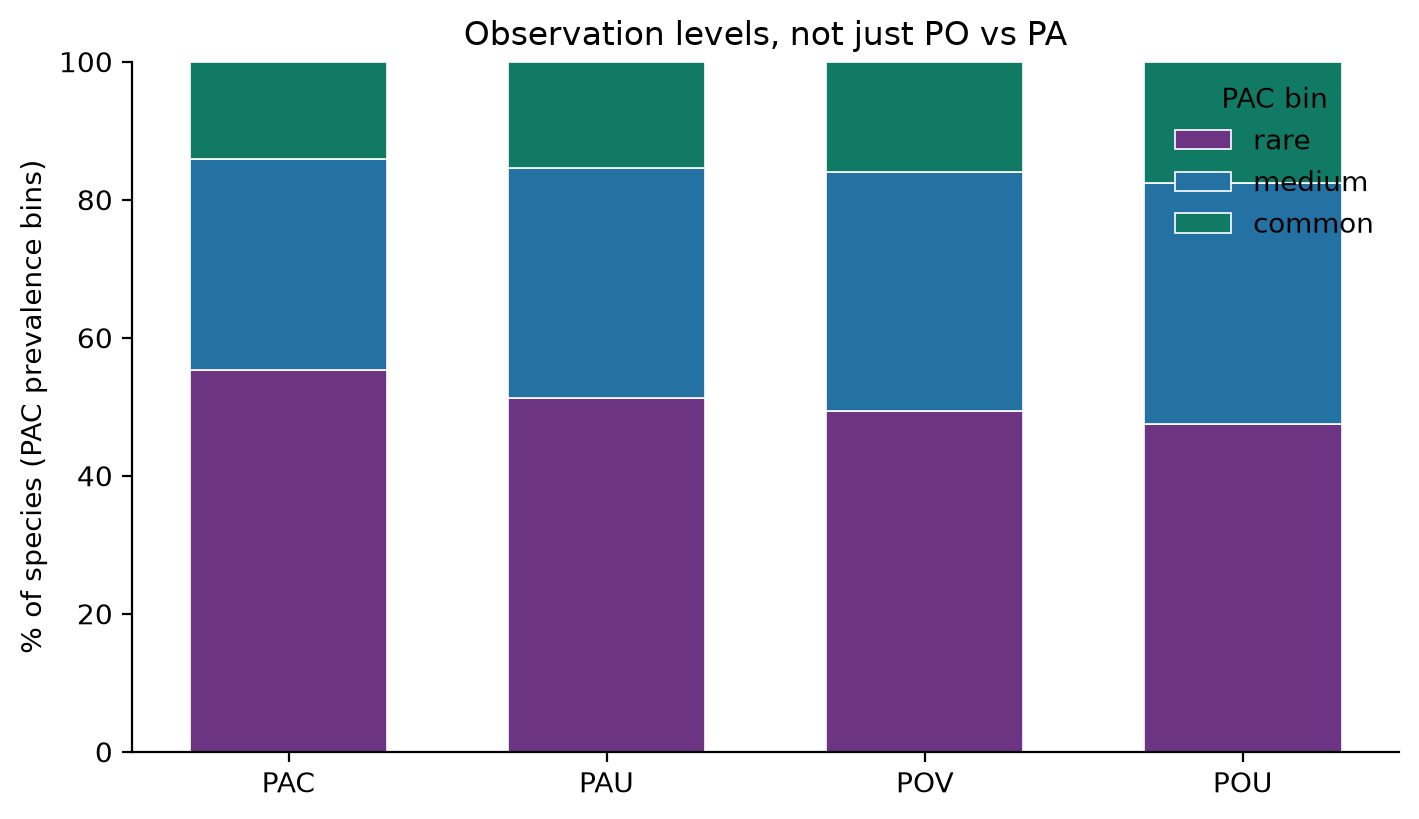 Observation levels, not just PO vs PA
% of species (PAC prevalence bins)
100
80
60
40
20
0
PAC bin
rare
medium
common
PAC
PAU
POV
POU